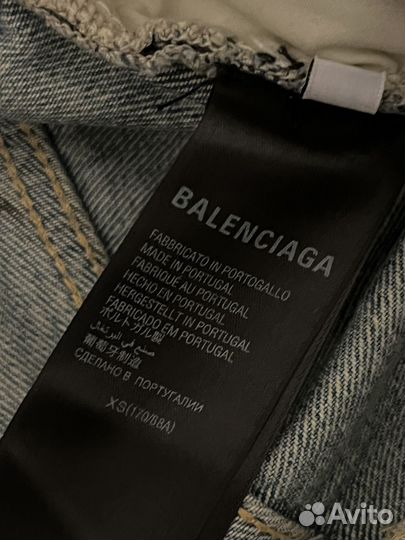 BALENCIAGA
FABBRICATO IN PORTOGALLO
MADE IN PORTUGAL
FABRIQUE AU PORTUGAL
HECHO EN PORTUGAL
HERGESTELLT IN PORTUGAL
FABRICADO EM PORTUGAL
ポルトガル製
صنع في البرتغال
葡萄牙制造
СДЕЛАНО В ПОРТУГАЛИИ
XS(170/88A)
Avito